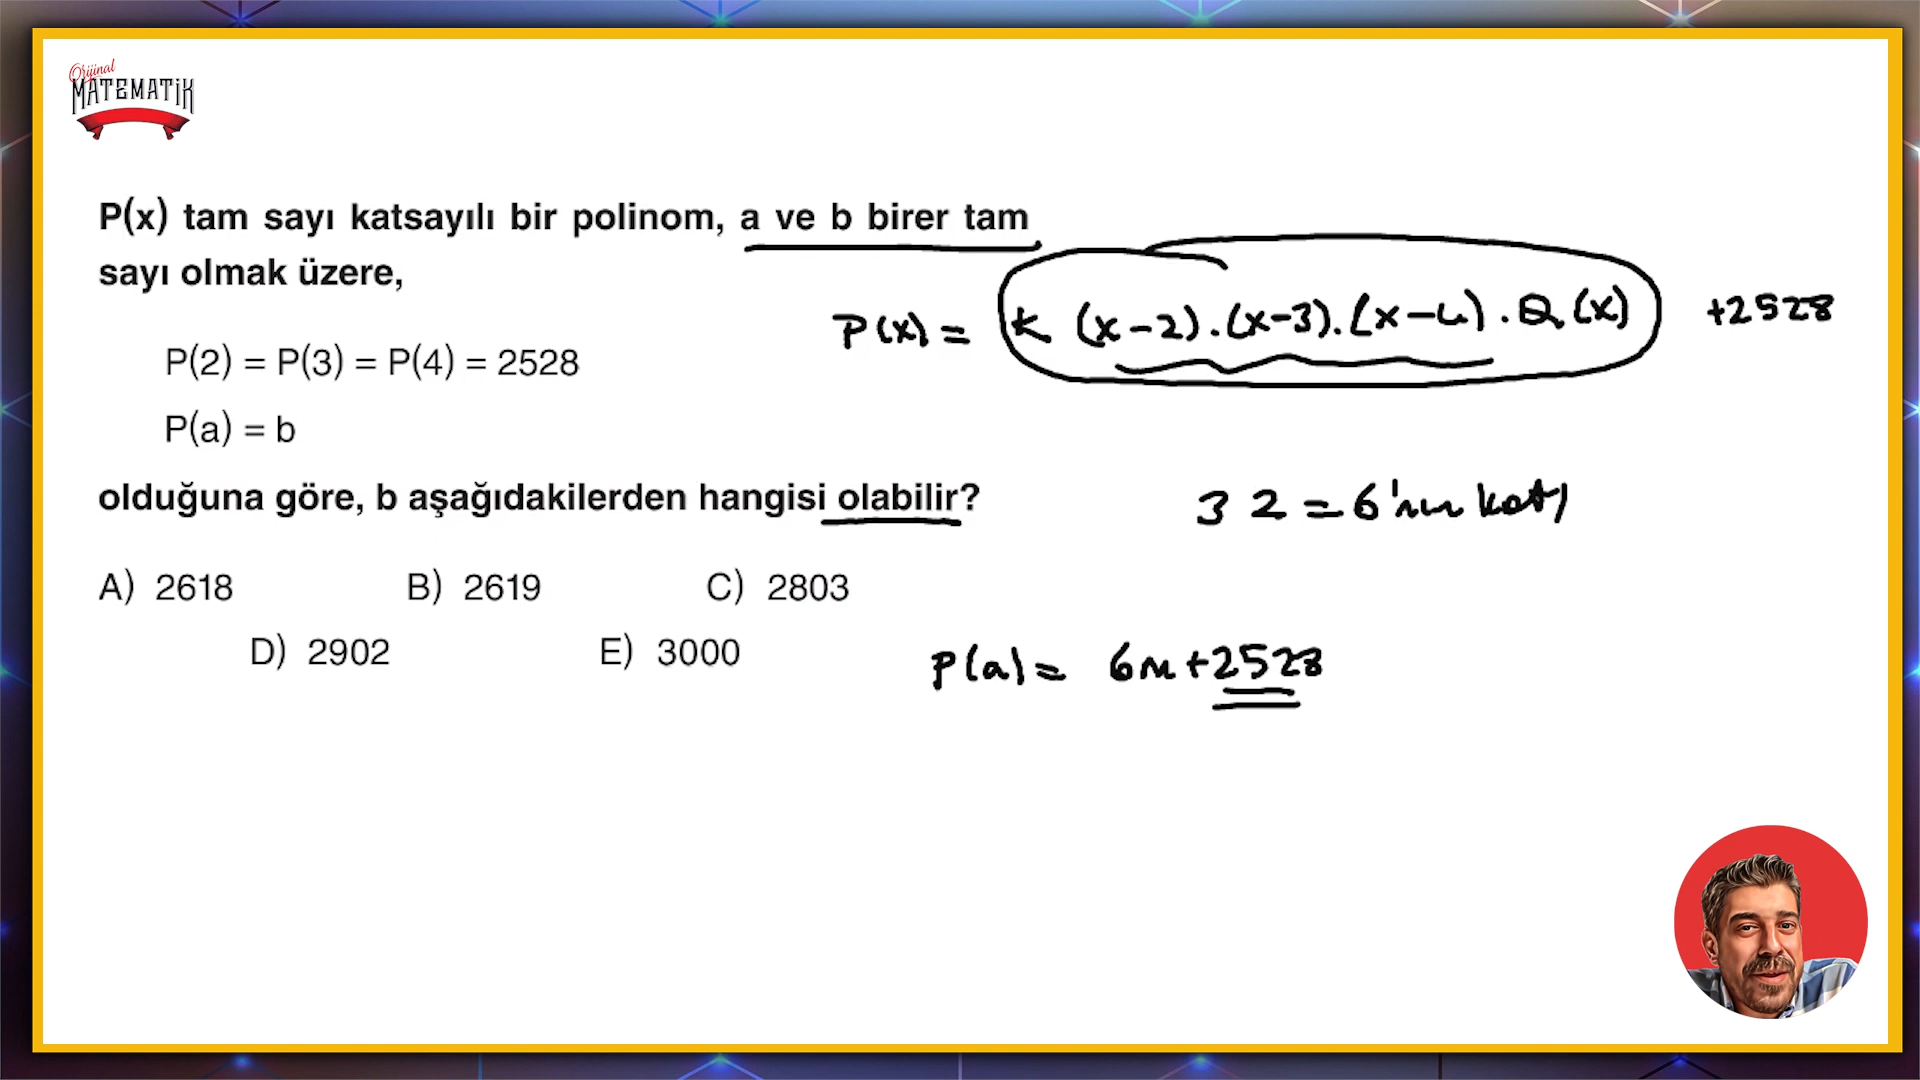 Orijinal
MATEMATİK
P(x) tam sayı katsayılı bir polinom, a ve b birer tam
sayı olmak üzere,
P(x) = K (x-2).(x-3).(x-4).Q(x) +2528
P(2) = P(3) = P(4) = 2528
P(a) = b
olduğuna göre, b aşağıdakilerden hangisi olabilir?
3 2 = 6'nın katı
A) 2618 B) 2619 C) 2803
D) 2902 E) 3000
P(a) = 6n+2528